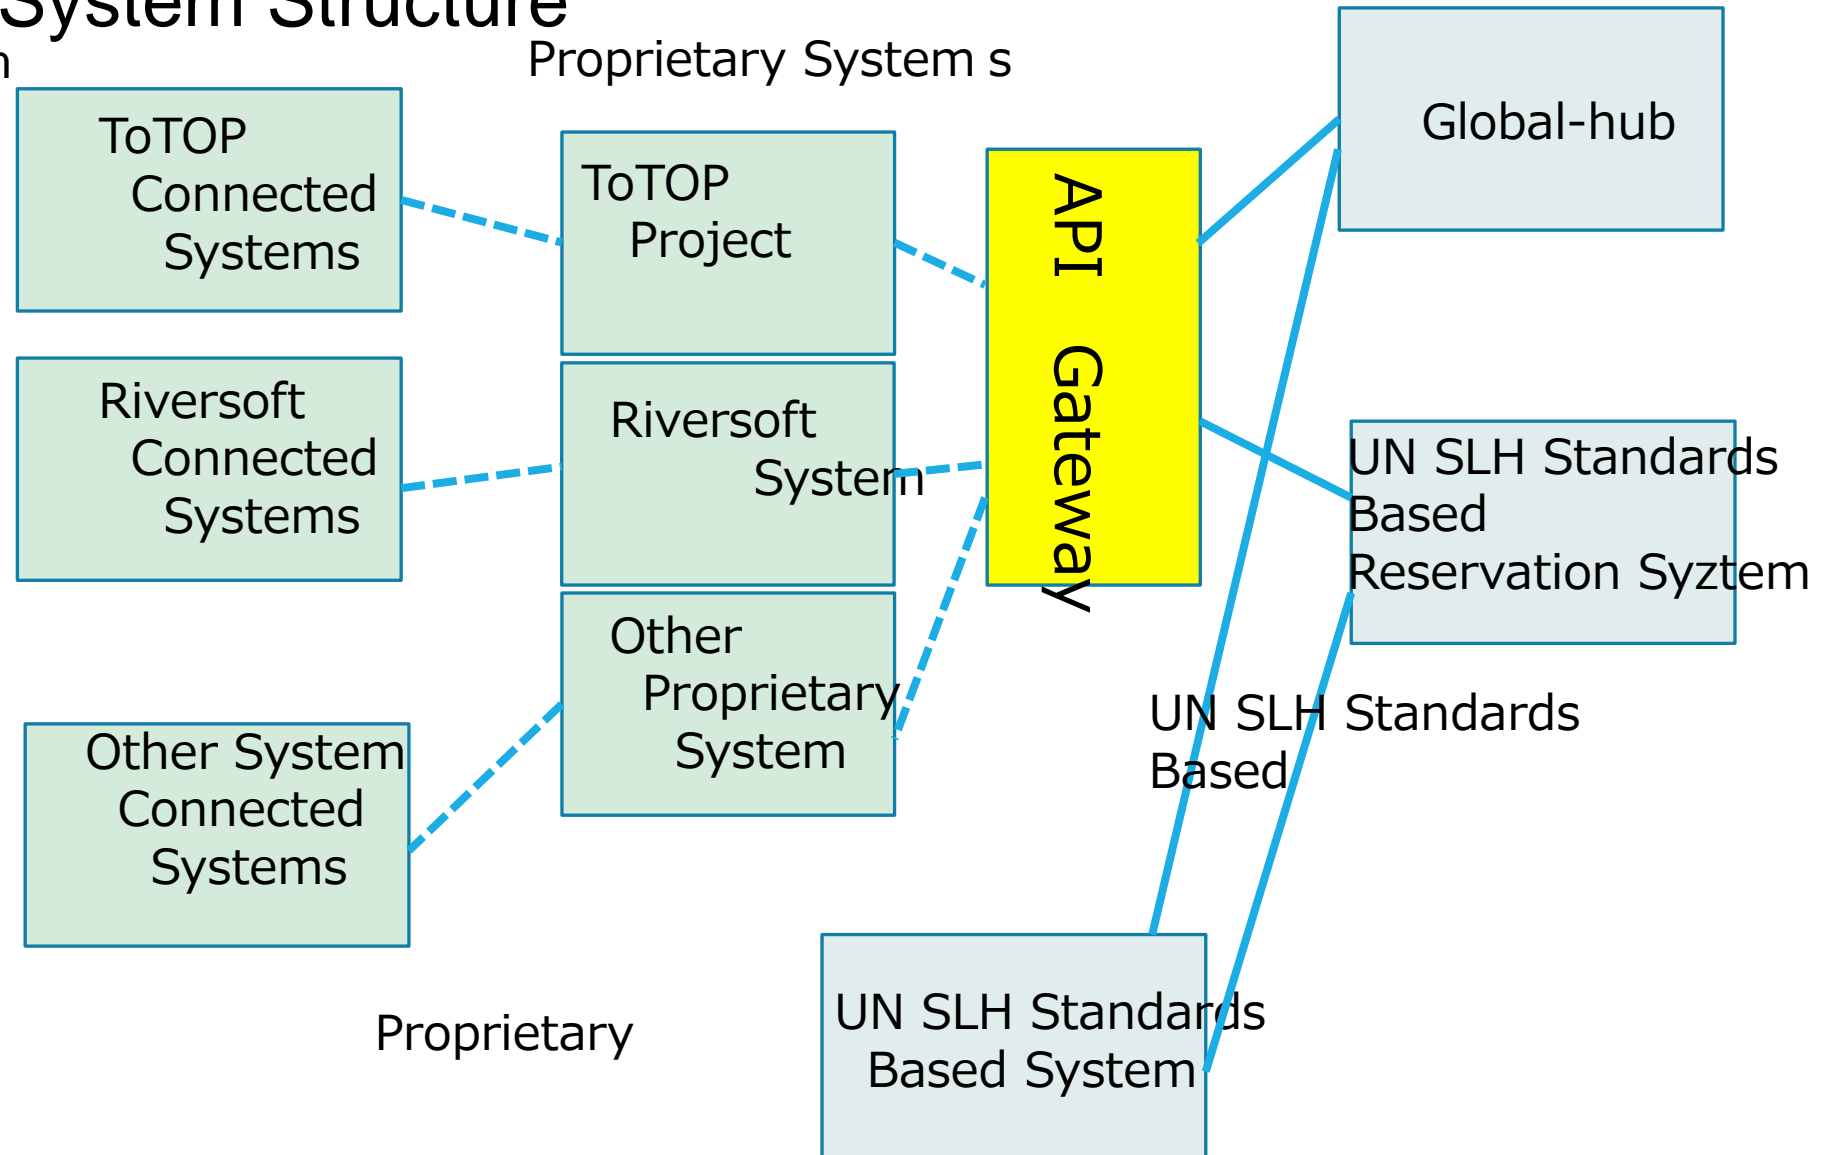 System Structure
n
Proprietary System s
ToTOP
Connected
Systems
ToTOP
Project
API Gateway
Global-hub
Riversoft
Connected
Systems
Riversoft
System
UN SLH Standards
Based
Reservation Syztem
Other
Proprietary
System
Other System
Connected
Systems
UN SLH Standards
Based
Proprietary
UN SLH Standards
Based System